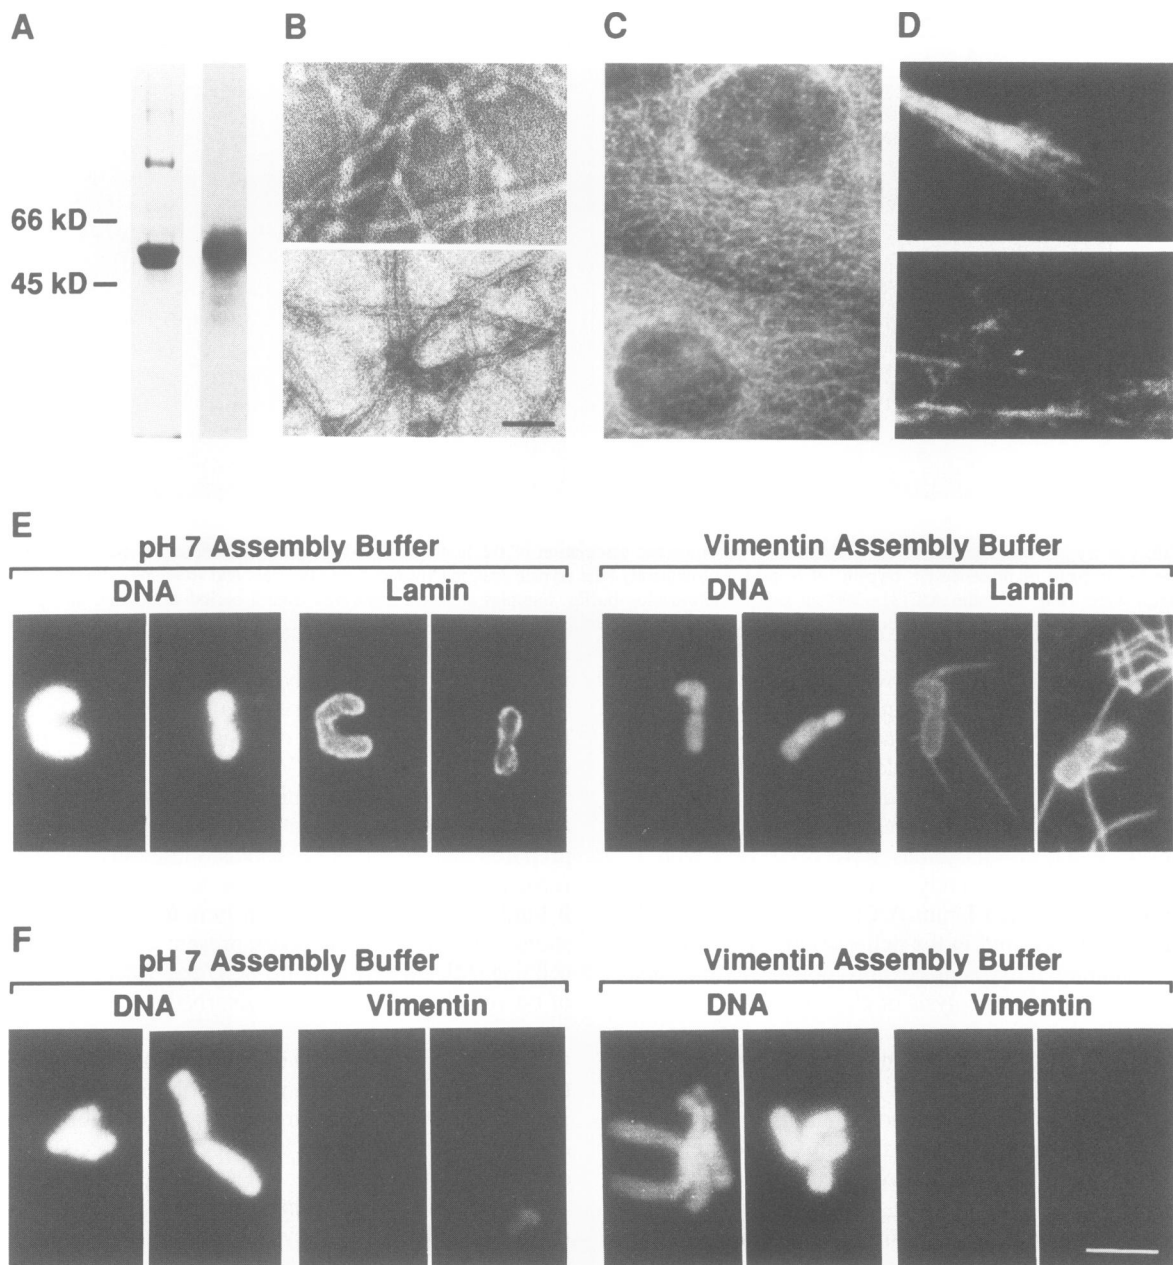 A
B
C
D
66 kD
45 kD
E
pH 7 Assembly Buffer
Vimentin Assembly Buffer
DNA
Lamin
DNA
Lamin
F
pH 7 Assembly Buffer
Vimentin Assembly Buffer
DNA
Vimentin
DNA
Vimentin